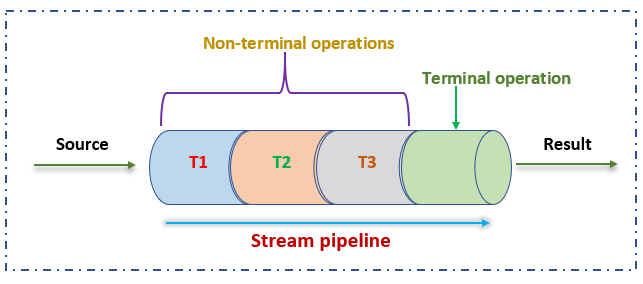 Non-terminal operations
Terminal operation
Source
T1
T2
T3
Result
Stream pipeline